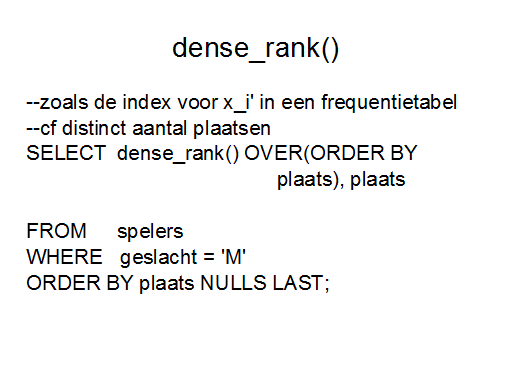 dense_rank()
--zoals de index voor x_i' in een frequentietabel
--cf distinct aantal plaatsen
SELECT dense_rank() OVER(ORDER BY
plaats), plaats
FROM spelers
WHERE geslacht = 'M'
ORDER BY plaats NULLS LAST;